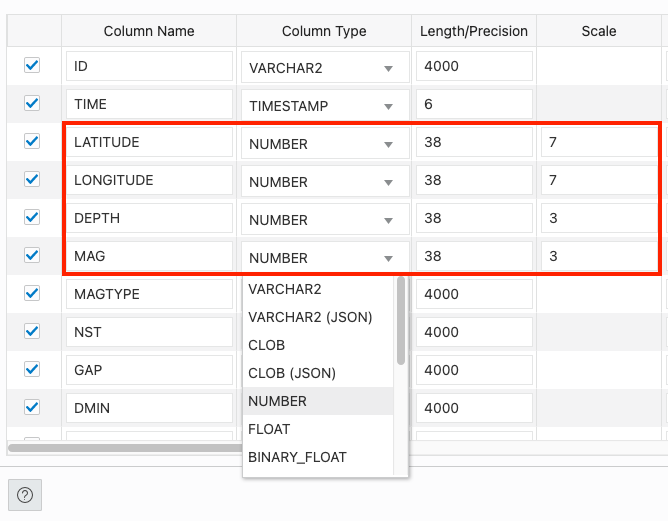 Column Name Column Type Length/Precision Scale
ID VARCHAR2 4000
TIME TIMESTAMP 6
LATITUDE NUMBER 38 7
LONGITUDE NUMBER 38 7
DEPTH NUMBER 38 3
MAG NUMBER 38 3
MAGTYPE 4000
NST 4000
GAP 4000
DMIN 4000
VARCHAR2
VARCHAR2 (JSON)
CLOB
CLOB (JSON)
NUMBER
FLOAT
BINARY_FLOAT
?